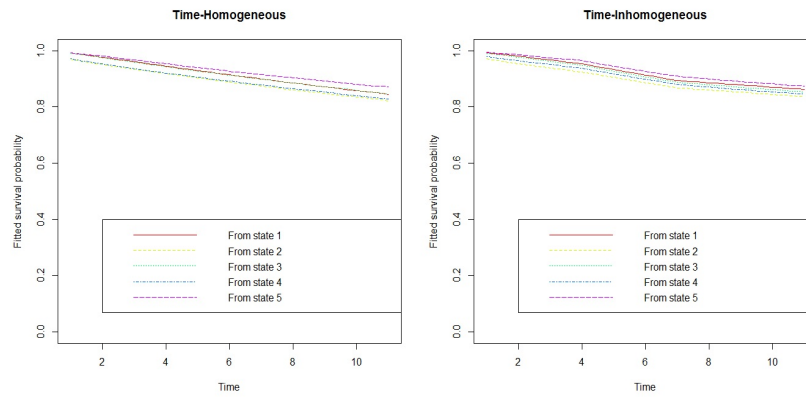 Time-Homogeneous
Fitted survival probability
1.0
0.8
0.6
0.4
0.2
0.0
From state 1
From state 2
From state 3
From state 4
From state 5
2 4 6 8 10
Time
Time-Inhomogeneous
Fitted survival probability
1.0
0.8
0.6
0.4
0.2
0.0
From state 1
From state 2
From state 3
From state 4
From state 5
2 4 6 8 10
Time